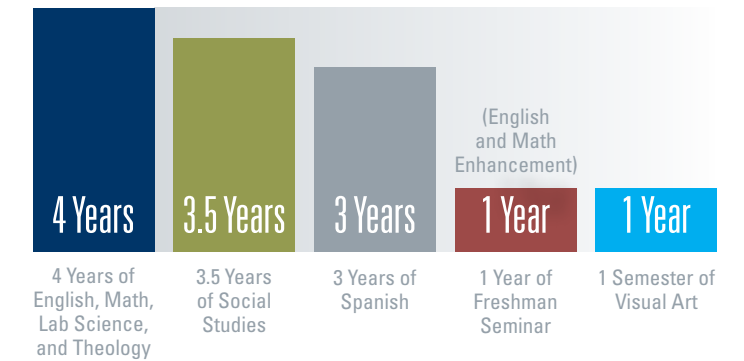 4 Years
3.5 Years
3 Years
(English
and Math
Enhancement)
1 Year
1 Year
4 Years of
English, Math,
Lab Science,
and Theology
3.5 Years
of Social
Studies
3 Years of
Spanish
1 Year of
Freshman
Seminar
1 Semester of
Visual Art